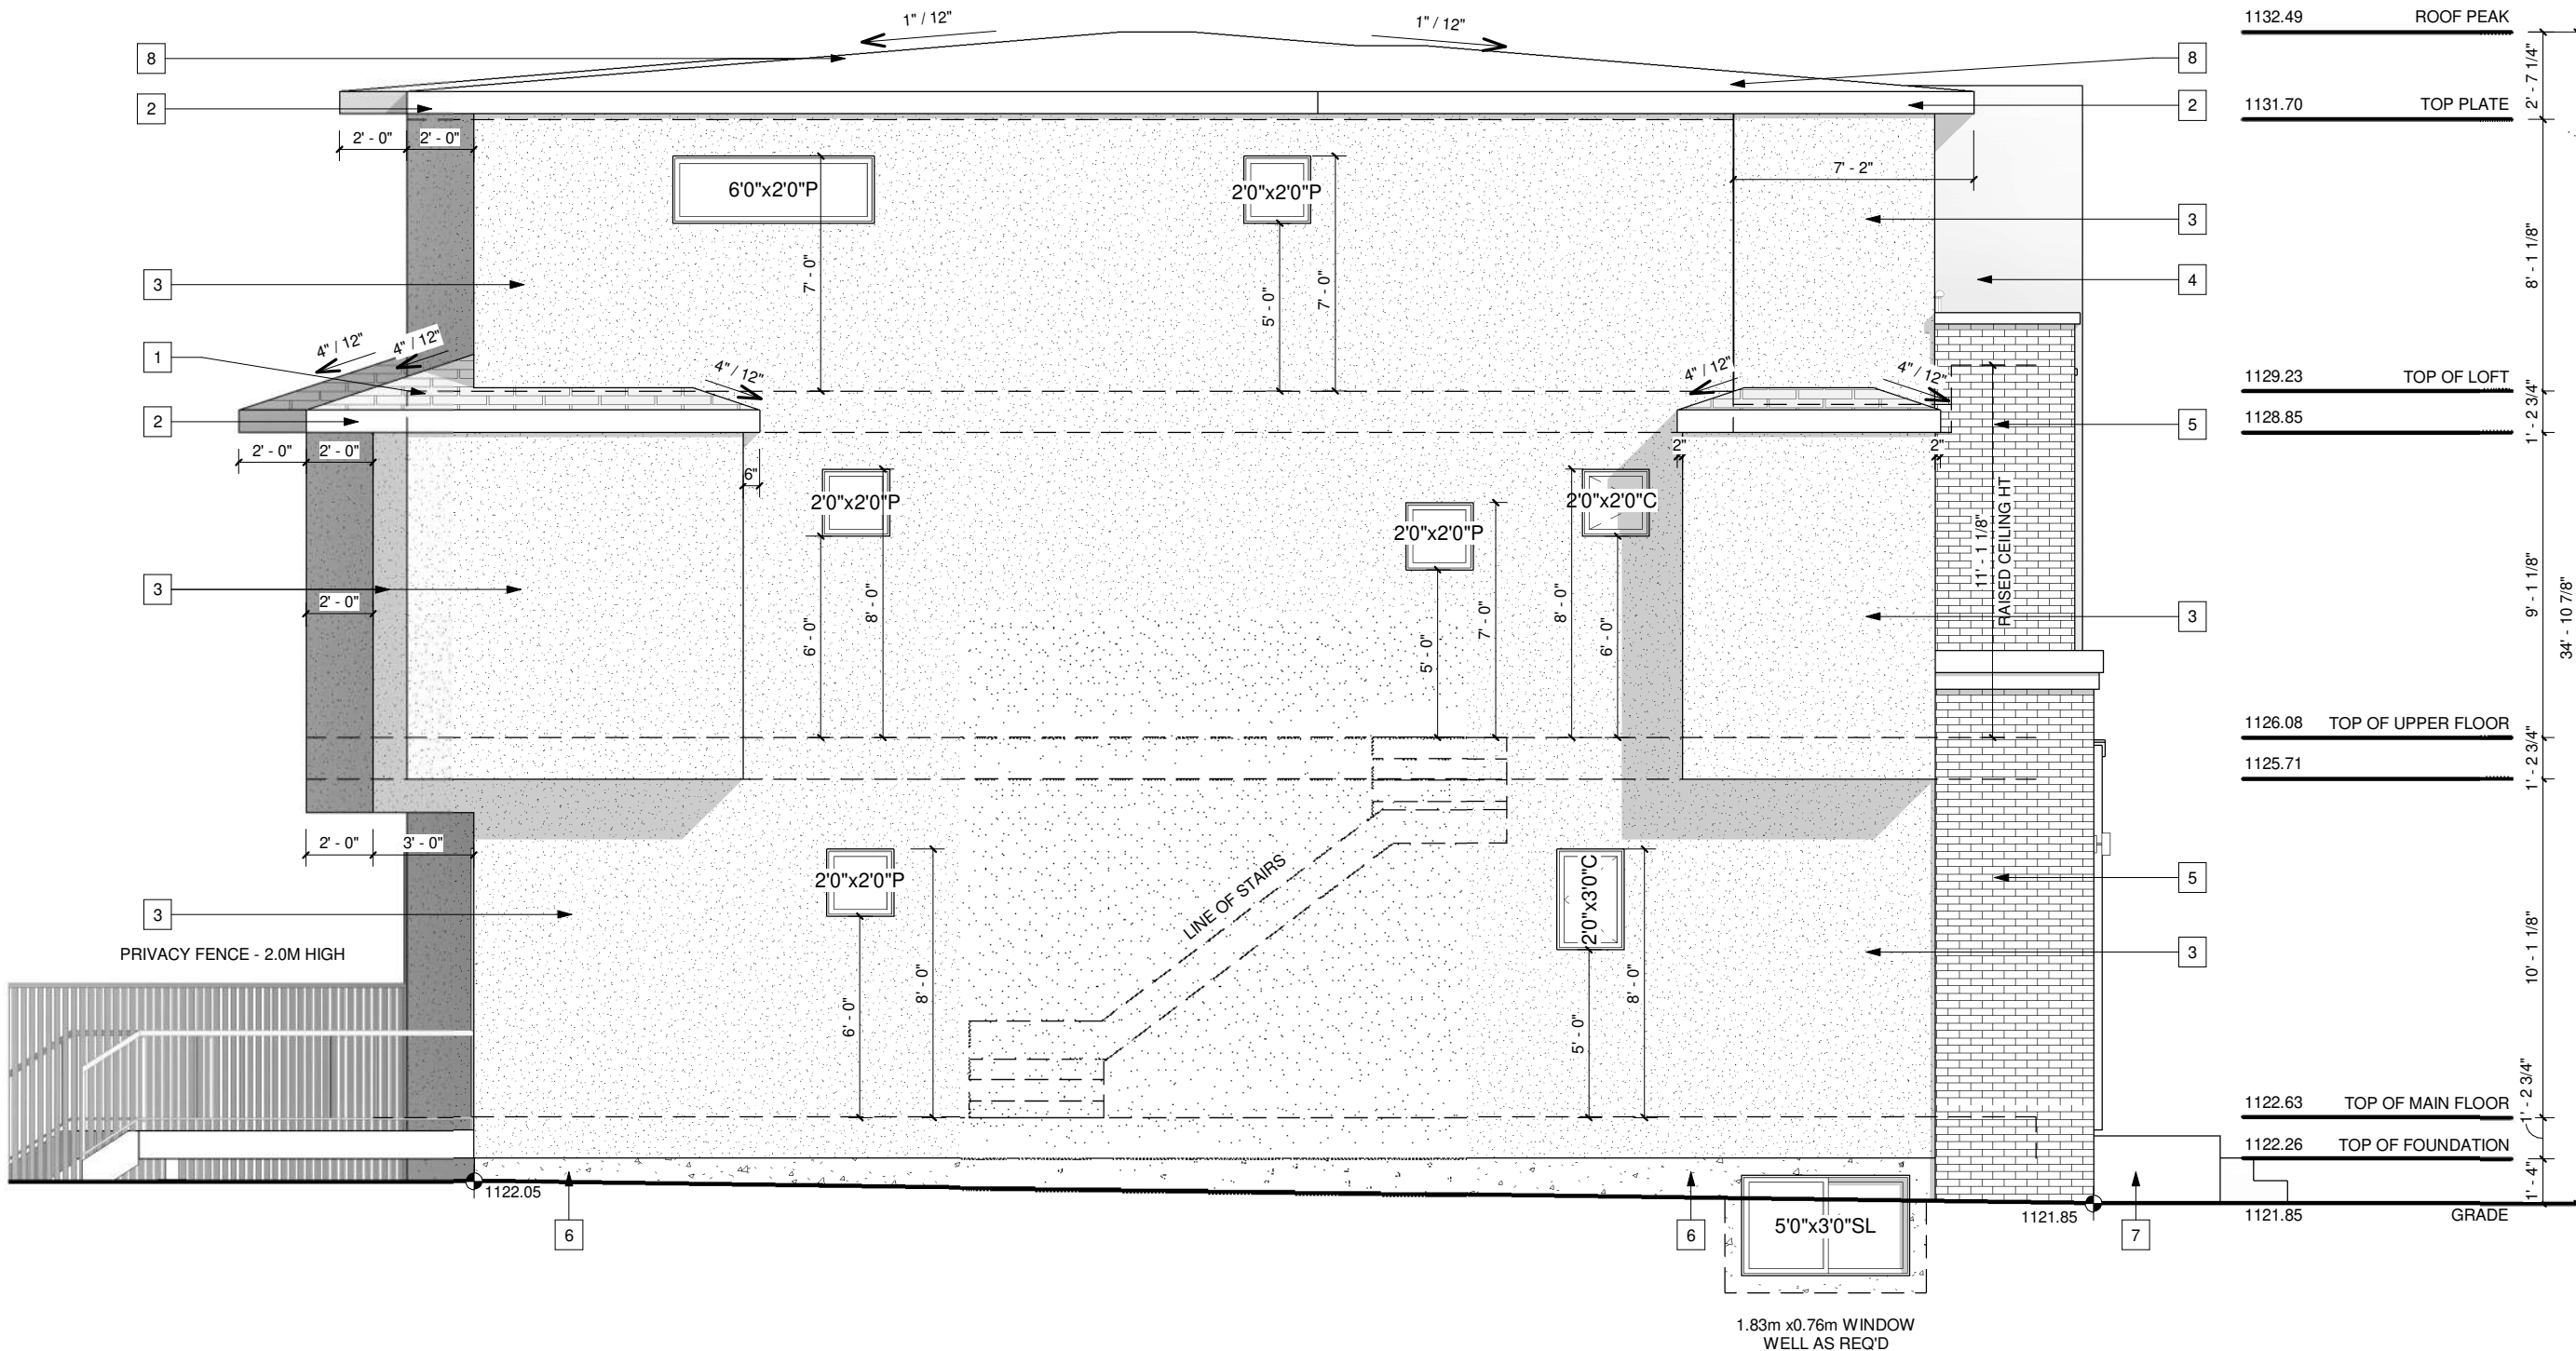 1" / 12"
1" / 12"
1132.49 ROOF PEAK
8
8
2' - 7 1/4"
2
2
1131.70 TOP PLATE
2' - 0"
2' - 0"
7' - 2"
6'0"x2'0"P
2'0"x2'0"P
3
3
4
7' - 0"
5' - 0"
7' - 0"
8' - 1 1/8"
4" / 12"
4" / 12"
1
4" / 12"
4" / 12"
4" / 12"
1129.23 TOP OF LOFT
1' - 2 3/4"
2
1128.85
5
2' - 0"
2' - 0"
6"
2"
2"
2'0"x2'0"P
2'0"x2'0"P
2'0"x2'0"C
11' - 1 1/8"
RAISED CEILING HT
3
2' - 0"
6' - 0"
8' - 0"
5' - 0"
7' - 0"
8' - 0"
6' - 0"
3
9' - 1 1/8"
34' - 10 7/8"
1126.08 TOP OF UPPER FLOOR
1' - 2 3/4"
1125.71
2' - 0"
3' - 0"
2'0"x2'0"P
LINE OF STAIRS
2'0"x3'0"C
5
3
3
PRIVACY FENCE - 2.0M HIGH
6' - 0"
8' - 0"
5' - 0"
8' - 0"
10' - 1 1/8"
1' - 2 3/4"
1122.63 TOP OF MAIN FLOOR
1122.26 TOP OF FOUNDATION
1' - 4"
1122.05
1121.85
1121.85 GRADE
6
6
5'0"x3'0"SL
7
1.83m x0.76m WINDOW
WELL AS REQ'D